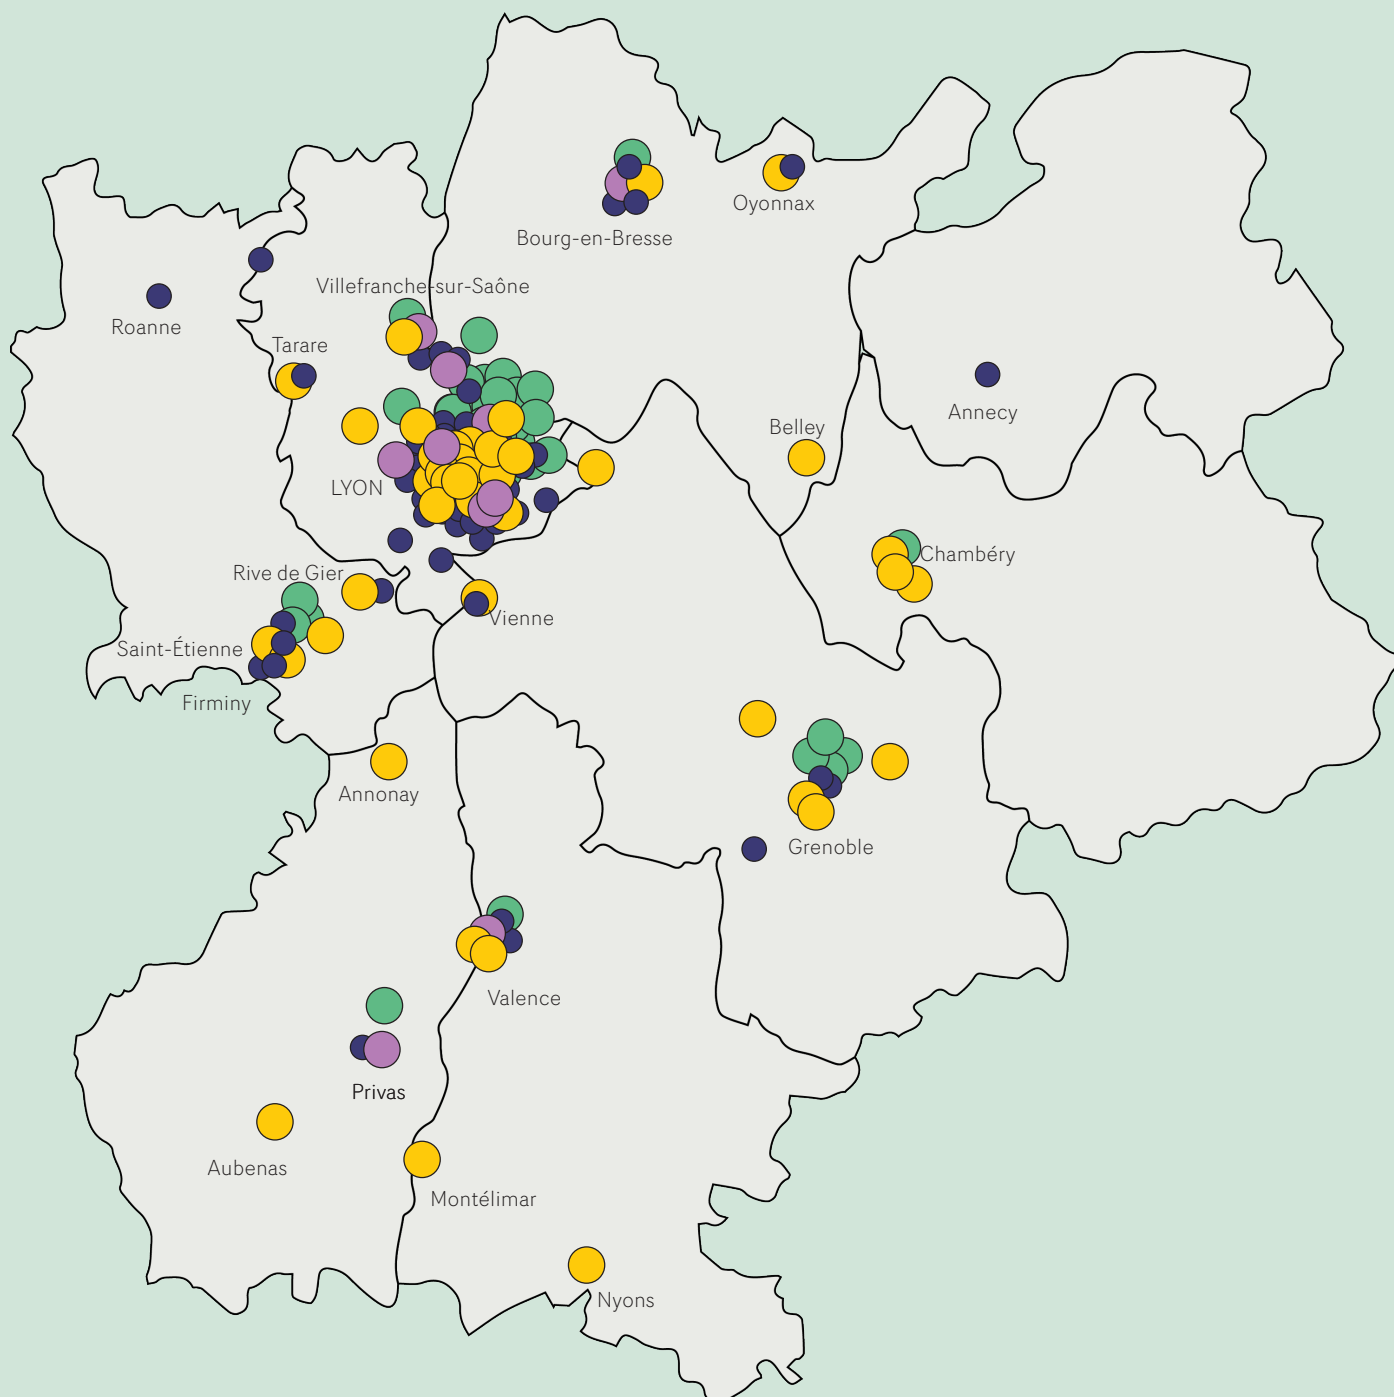 Oyonnax
Bourg-en-Bresse
Villefranche-sur-Saône
Roanne
Tarare
Annecy
Belley
LYON
Chambéry
Rive de Gier
Vienne
Saint-Étienne
Firminy
Annonay
Grenoble
Valence
Privas
Aubenas
Montélimar
Nyons